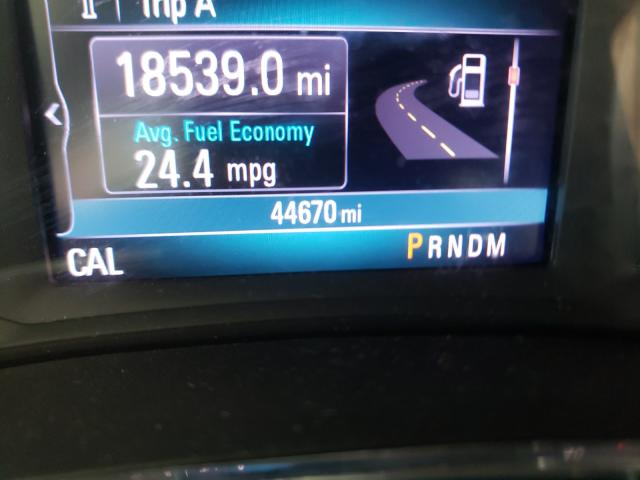 Trip A
18539.0 mi
Avg. Fuel Economy
24.4 mpg
44670 mi
CAL
PRNDM